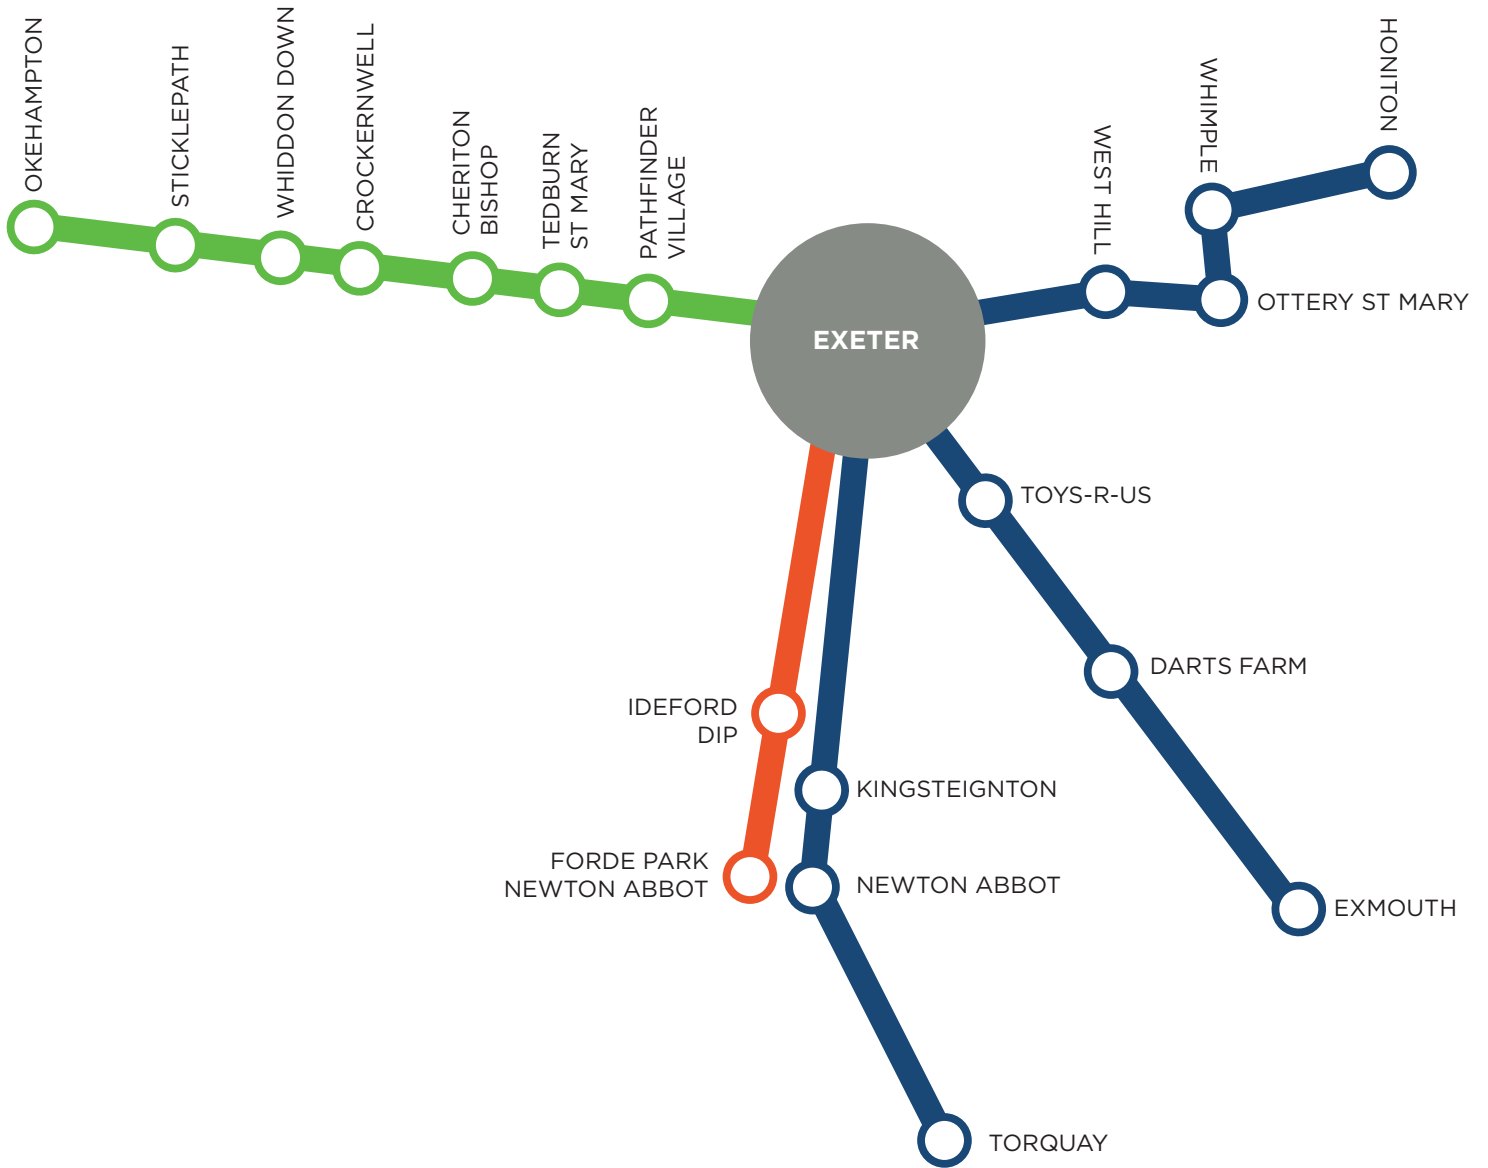 OKEHAMPTON
STICKLEPATH
WHIDDON DOWN
CROCKERNWELL
CHERITON
BISHOP
TEDBURN
ST MARY
PATHFINDER
VILLAGE
EXETER
WEST HILL
WHIMPLE
HONITON
OTTERY ST MARY
TOYS-R-US
DARTS FARM
EXMOUTH
IDEFORD
DIP
FORDE PARK
NEWTON ABBOT
KINGSTEIGNTON
NEWTON ABBOT
TORQUAY